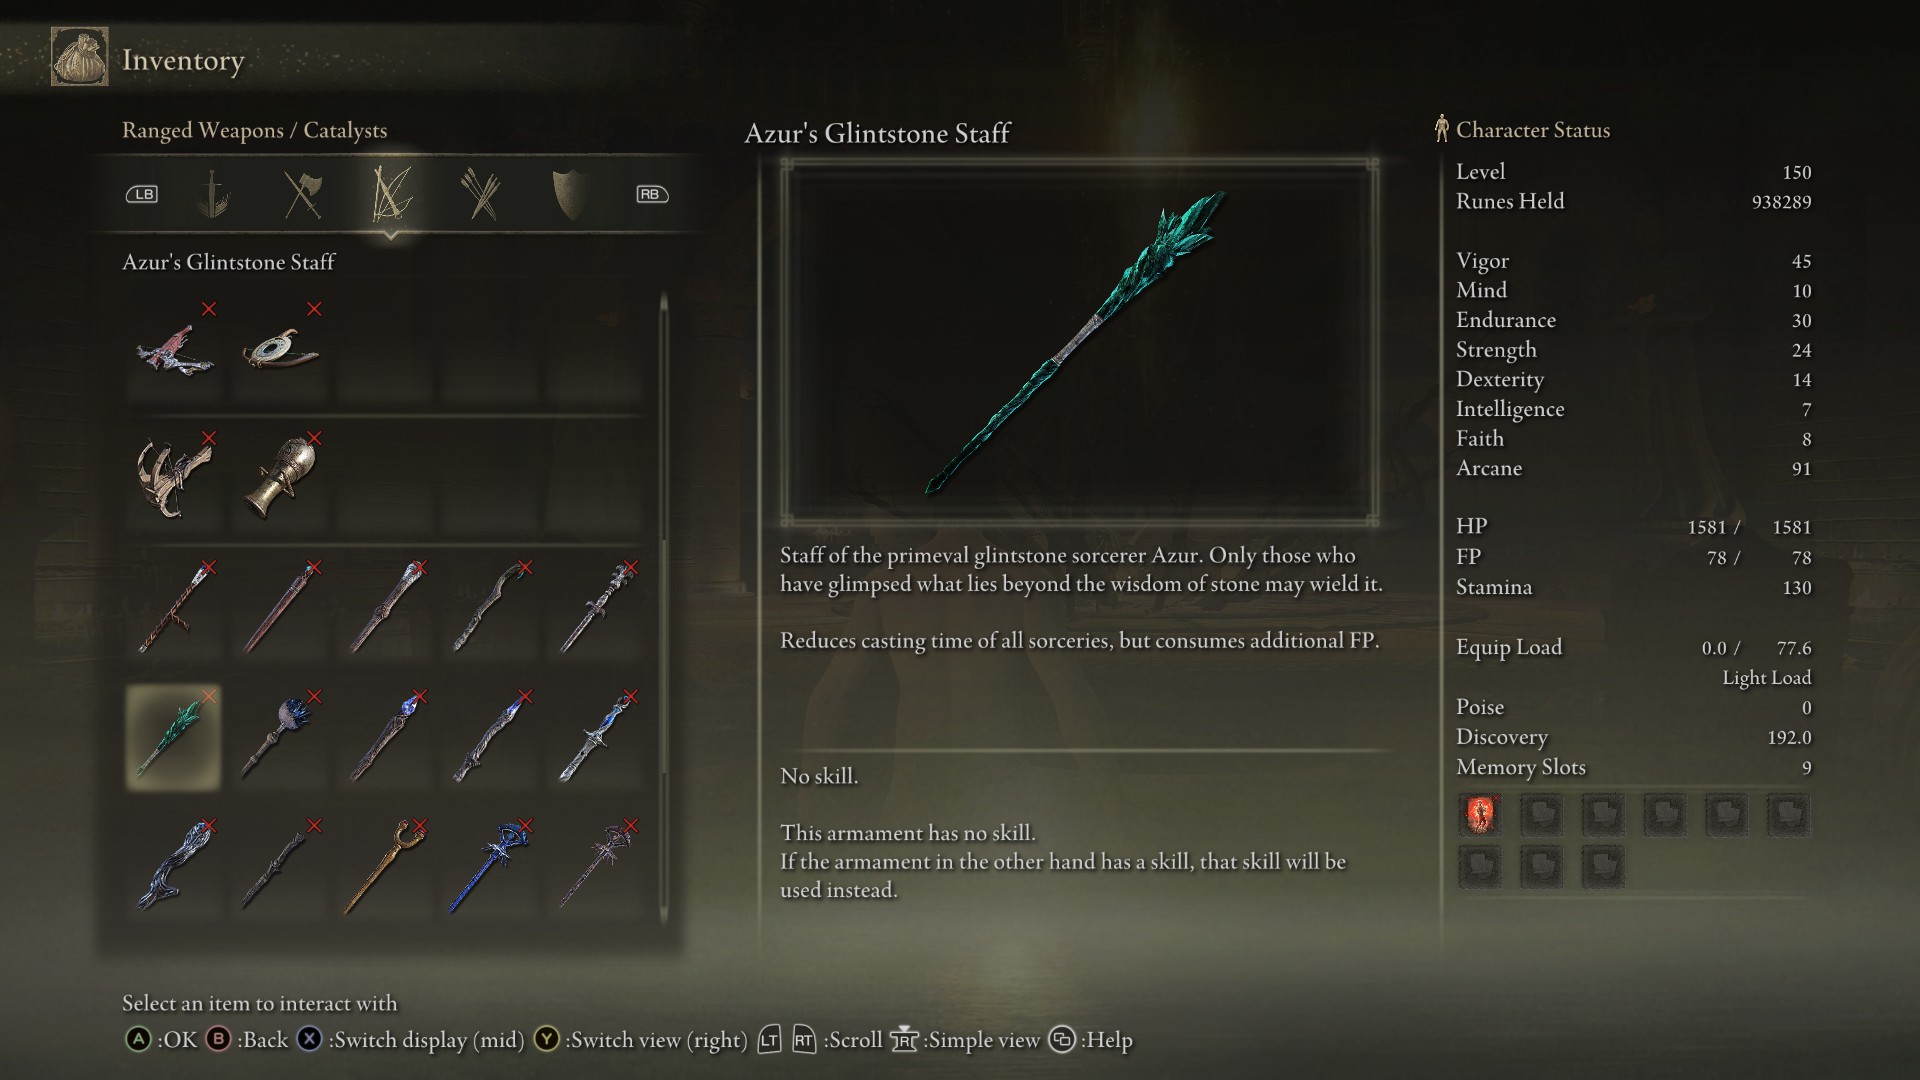 Inventory
Ranged Weapons / Catalysts
LB
RB
Azur's Glintstone Staff
Azur's Glintstone Staff
Staff of the primeval glintstone sorcerer Azur. Only those who
have glimpsed what lies beyond the wisdom of stone may wield it.
Reduces casting time of all sorceries, but consumes additional FP.
No skill.
This armament has no skill.
If the armament in the other hand has a skill, that skill will be
used instead.
Character Status
Level 150
Runes Held 938289
Vigor 45
Mind 10
Endurance 30
Strength 24
Dexterity 14
Intelligence 7
Faith 8
Arcane 91
HP 1581 / 1581
FP 78 / 78
Stamina 130
Equip Load 0.0 / 77.6
Light Load
Poise 0
Discovery 192.0
Memory Slots 9
Select an item to interact with
A :OK B :Back X :Switch display (mid) Y :Switch view (right) LT RT :Scroll R :Simple view :Help